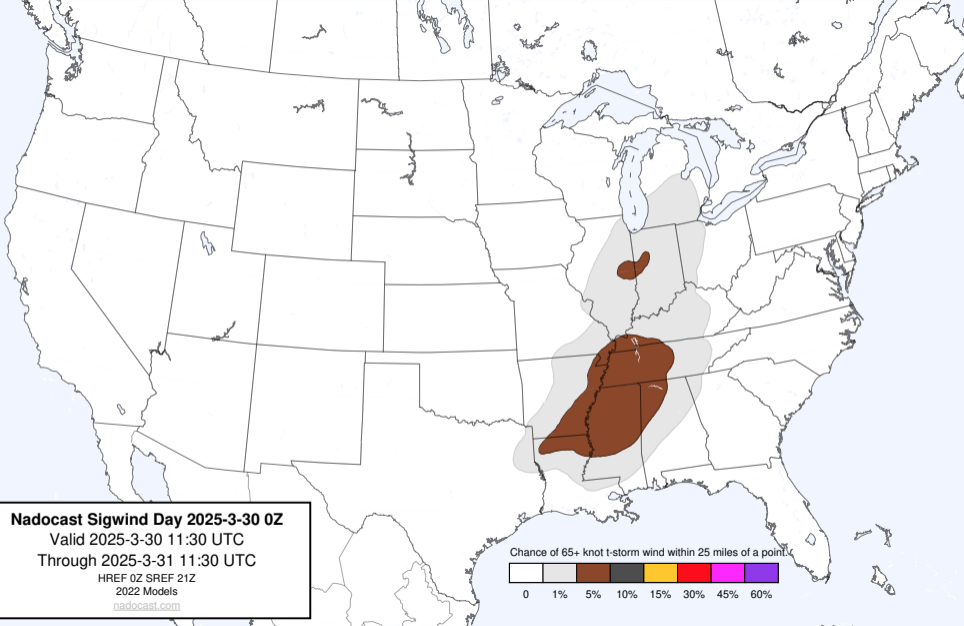 Nadocast Sigwind Day 2025-3-30 0Z
Valid 2025-3-30 11:30 UTC
Through 2025-3-31 11:30 UTC
HREF 0Z SREF 21Z
2022 Models
nadocast.com
Chance of 65+ knot t-storm wind within 25 miles of a point.
0 1% 5% 10% 15% 30% 45% 60%